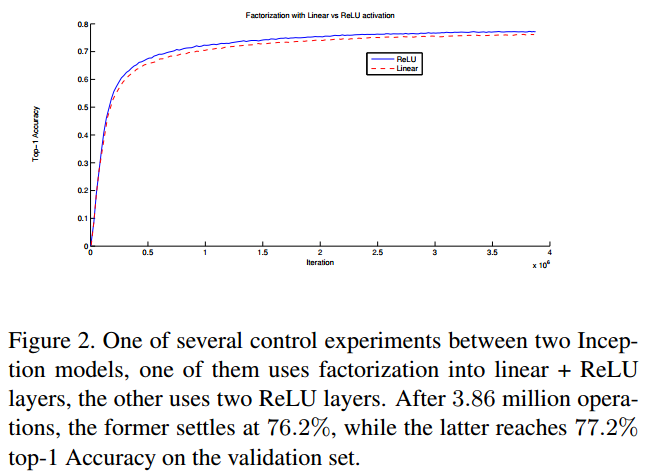 Factorization with Linear vs ReLU activation
0.8
0.7
0.6
0.5
0.4
0.3
0.2
0.1
0
Top-1 Accuracy
ReLU
Linear
0 0.5 1 1.5 2 2.5 3 3.5 4
Iteration
x 10⁶
Figure 2. One of several control experiments between two Incep-
tion models, one of them uses factorization into linear + ReLU
layers, the other uses two ReLU layers. After 3.86 million opera-
tions, the former settles at 76.2%, while the latter reaches 77.2%
top-1 Accuracy on the validation set.